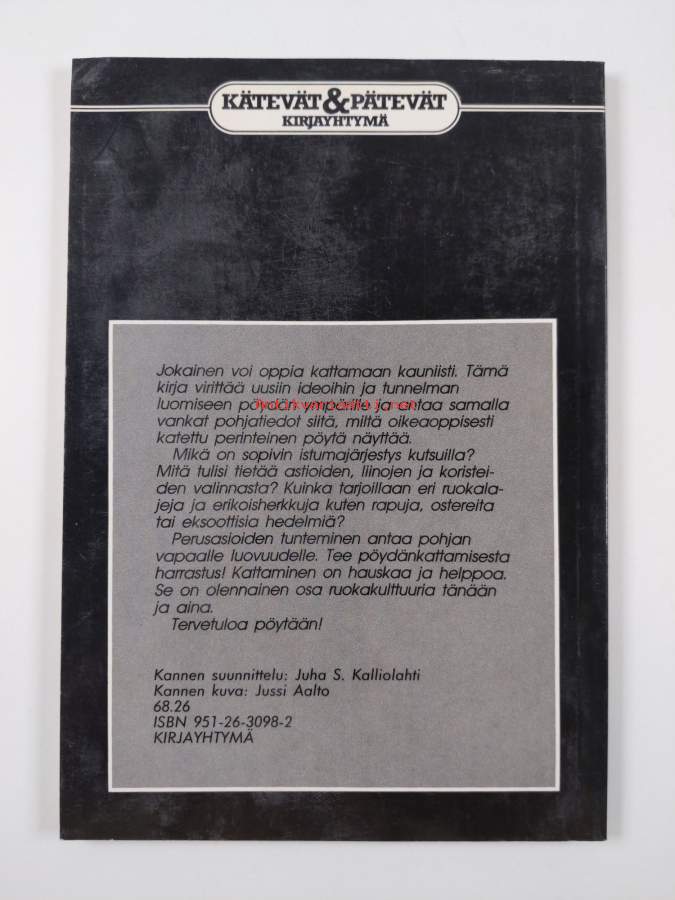 KÄTEVÄT&PÄTEVÄT
KIRJAYHTYMÄ
Jokainen voi oppia kattamaan kauniisti. Tämä
kirja virittää uusiin ideoihin ja tunnelman
luomiseen pöydän ympärille ja antaa samalla
vankat pohjatiedot siitä, miltä oikeaoppisesti
katettu perinteinen pöytä näyttää.
Mikä on sopivin istumajärjestys kutsuilla?
Mitä tulisi tietää astioiden, liinojen ja koristei-
den valinnasta? Kuinka tarjoillaan eri ruokala-
jeja ja erikoisherkkuja kuten rapuja, ostereita
tai eksoottisia hedelmiä?
Perusasioiden tunteminen antaa pohjan
vapaalle luovuudelle. Tee pöydänkattamisesta
harrastus! Kattaminen on hauskaa ja helppoa.
Se on olennainen osa ruokakulttuuria tänään
ja aina.
Tervetuloa pöytään!
Kannen suunnittelu: Juha S. Kalliolahti
Kannen kuva: Jussi Aalto
68.26
ISBN 951-26-3098-2
KIRJAYHTYMÄ